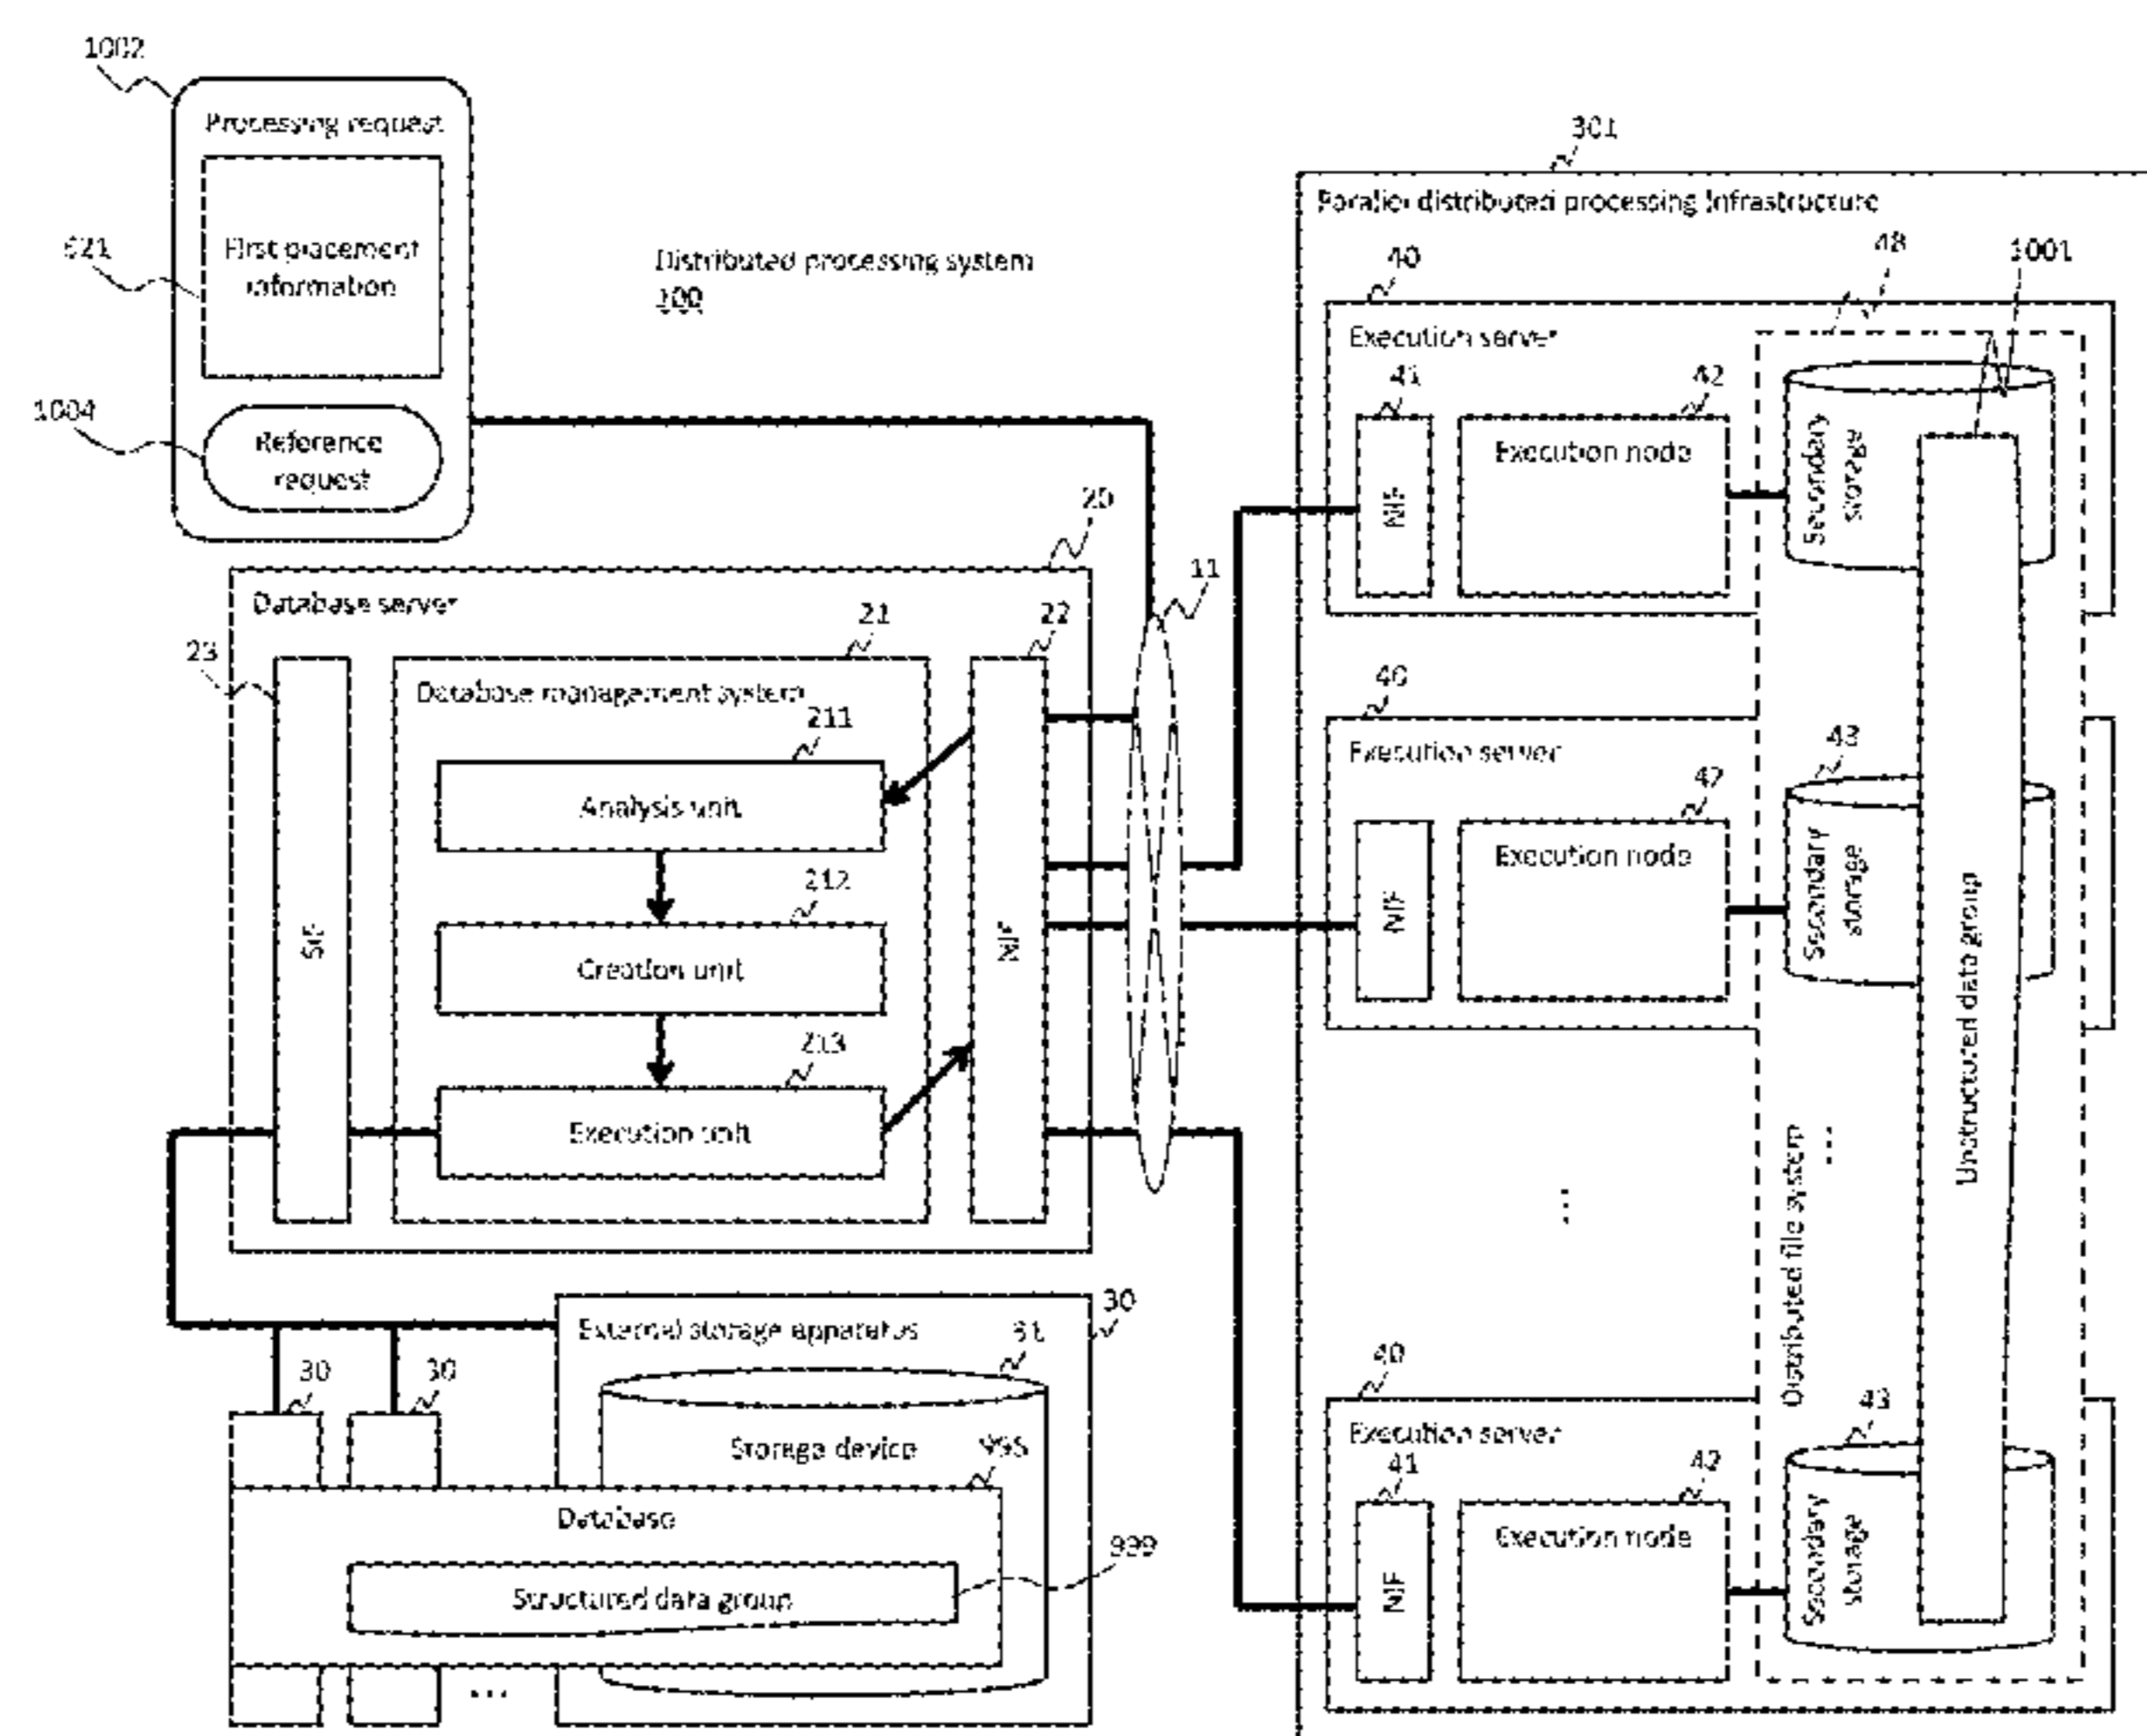 1002
Processing request
621
First placement
information
1004
Reference
request
Distributed processing system
100
301
Parallel distributed processing infrastructure
40
48
1001
Execution server
41
42
NIF
Execution node
Secondary
storage
20
11
Database server
23
21
22
Database management system
211
Analysis unit
212
Creation unit
213
Execution unit
NIF
40
Execution server
42
43
NIF
Execution node
Secondary
storage
Unstructured data group
Distributed file system
...
...
30
External storage apparatus
31
30
30
Storage device
995
Database
999
Structured data group
...
40
Execution server
41
42
43
NIF
Execution node
Secondary
storage